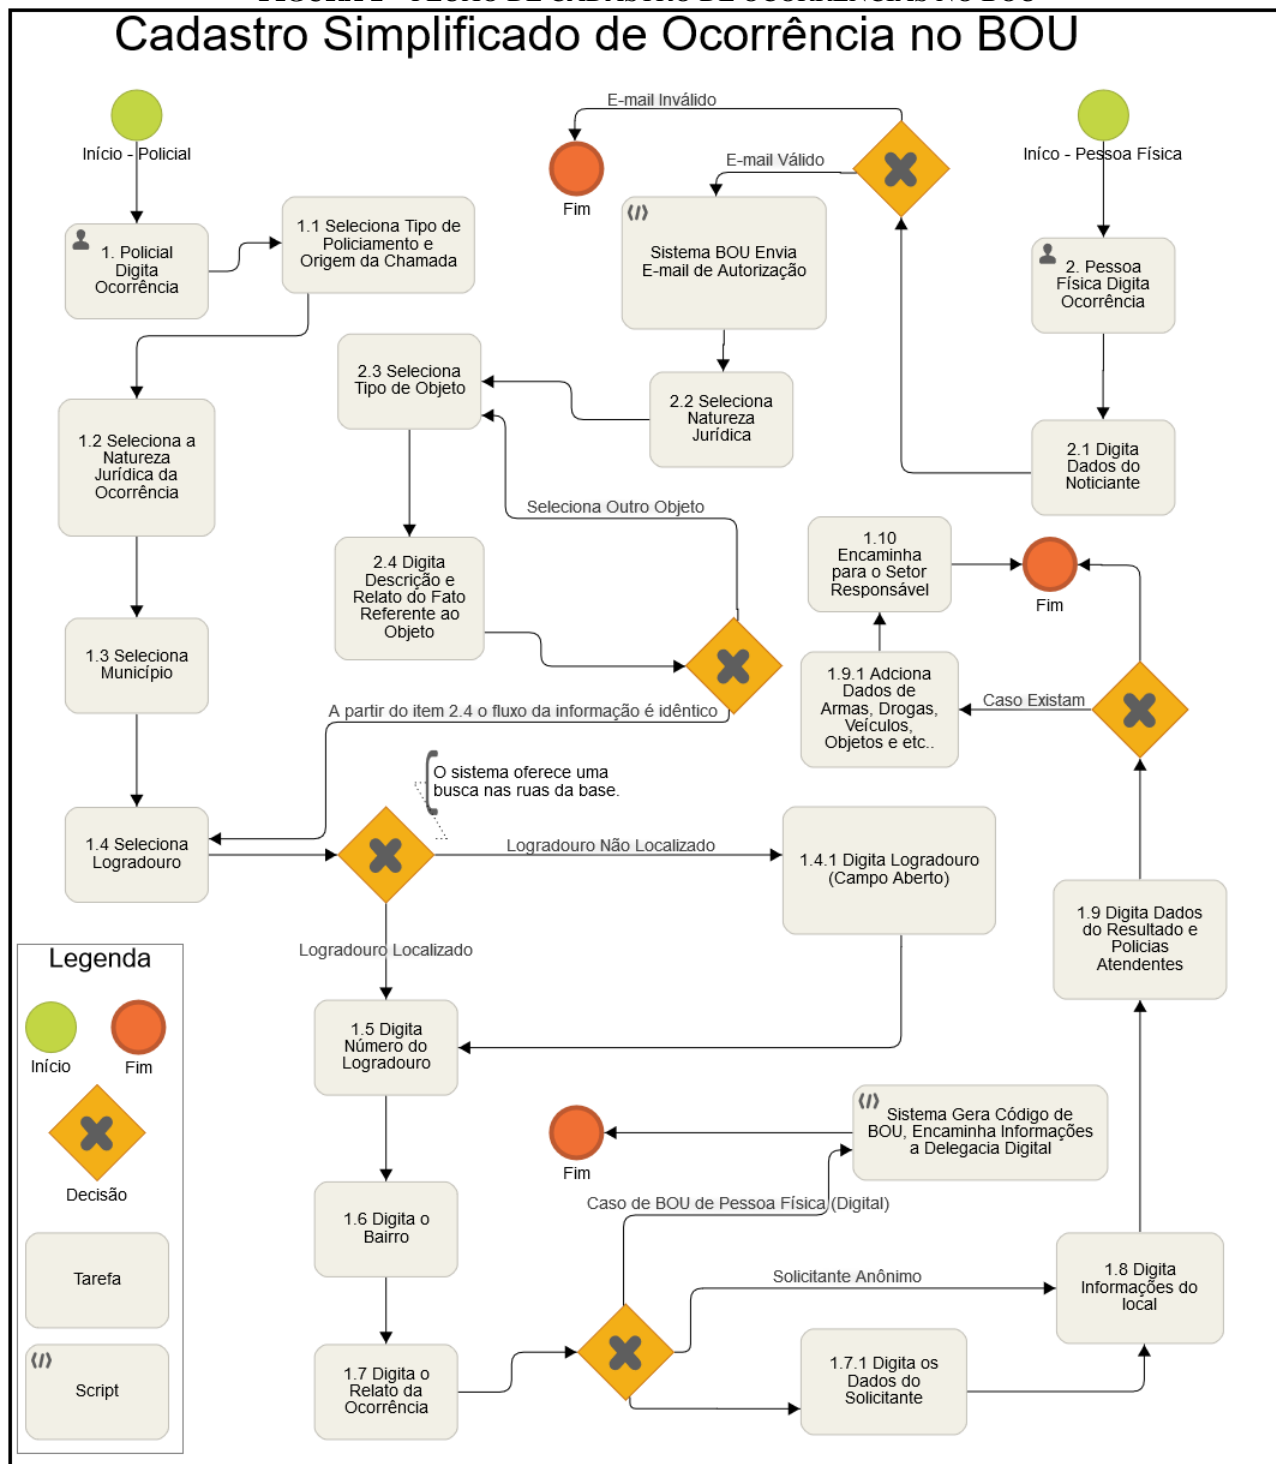 FIGURA 1 - FLUXO DE CADASTRO DE OCORRÊNCIAS NO BOU
Cadastro Simplificado de Ocorrência no BOU
Início - Policial
E-mail Inválido
Fim
E-mail Válido
Iníco - Pessoa Física
1. Policial
Digita
Ocorrência
1.1 Seleciona Tipo de
Policiamento e
Origem da Chamada
Sistema BOU Envia
E-mail de Autorização
2. Pessoa
Física Digita
Ocorrência
2.3 Seleciona
Tipo de Objeto
2.2 Seleciona
Natureza
Jurídica
1.2 Seleciona a
Natureza
Jurídica da
Ocorrência
2.1 Digita
Dados do
Noticiante
Seleciona Outro Objeto
2.4 Digita
Descrição e
Relato do Fato
Referente ao
Objeto
1.10
Encaminha
para o Setor
Responsável
Fim
1.3 Seleciona
Município
1.9.1 Adciona
Dados de
Armas, Drogas,
Veículos,
Objetos e etc..
Caso Existam
A partir do item 2.4 o fluxo da informação é idêntico
O sistema oferece uma
busca nas ruas da base.
1.4 Seleciona
Logradouro
Logradouro Não Localizado
1.4.1 Digita Logradouro
(Campo Aberto)
Logradouro Localizado
1.9 Digita Dados
do Resultado e
Policias
Atendentes
Legenda
Início
Fim
Decisão
Tarefa
Script
1.5 Digita
Número do
Logradouro
Fim
Sistema Gera Código de
BOU, Encaminha Informações
a Delegacia Digital
Caso de BOU de Pessoa Física (Digital)
1.6 Digita o
Bairro
Solicitante Anônimo
1.8 Digita
Informações do
local
1.7 Digita o
Relato da
Ocorrência
1.7.1 Digita os
Dados do
Solicitante